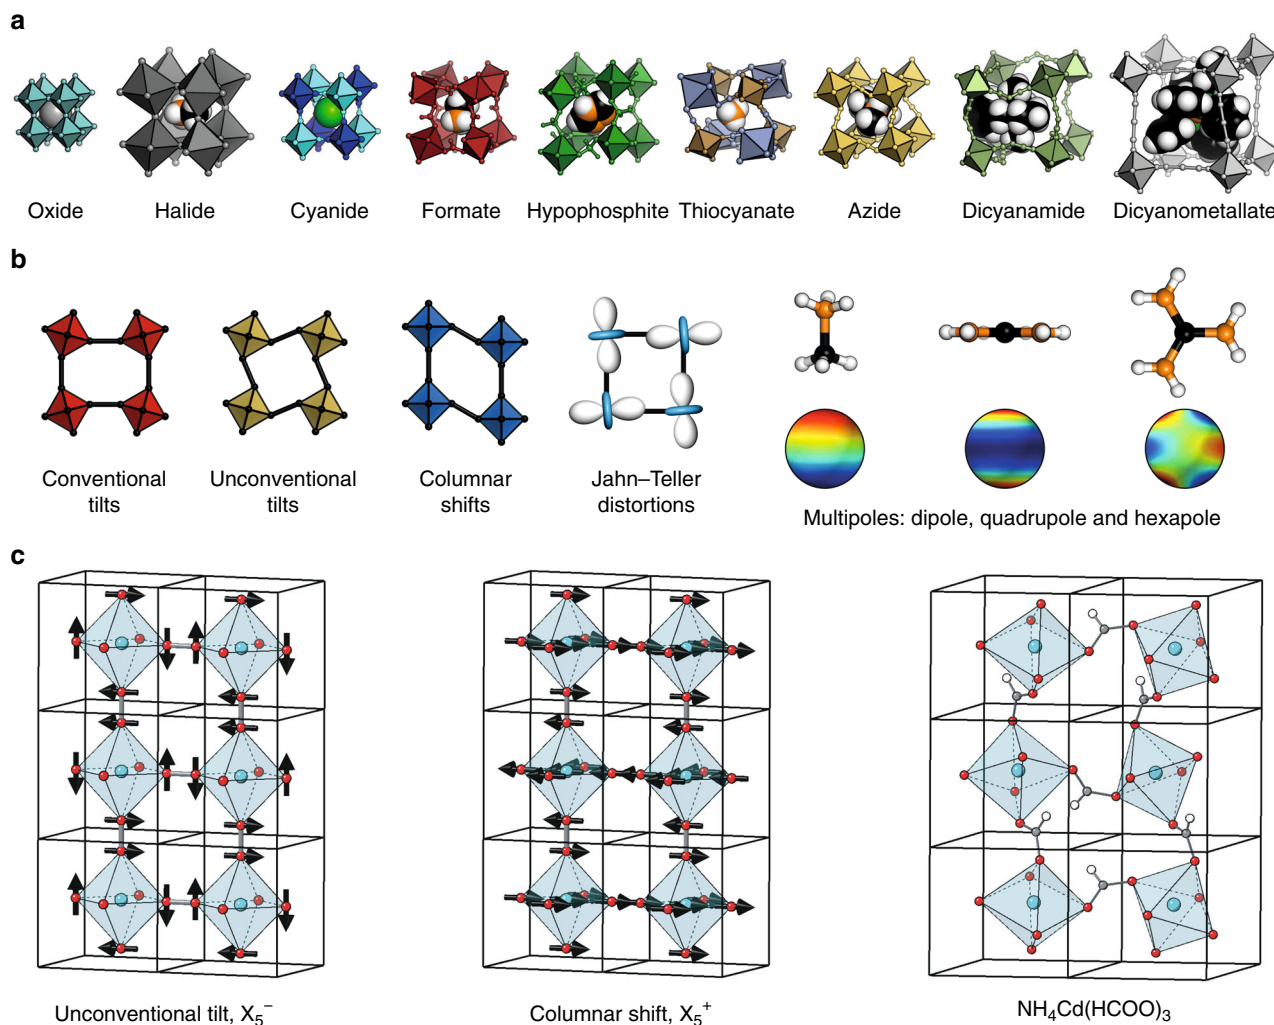 a
Oxide
Halide
Cyanide
Formate
Hypophosphite
Thiocyanate
Azide
Dicyanamide
Dicyanometallate
b
Conventional
tilts
Unconventional
tilts
Columnar
shifts
Jahn–Teller
distortions
Multipoles: dipole, quadrupole and hexapole
c
Unconventional tilt, X₅⁻
Columnar shift, X₅⁺
NH₄Cd(HCOO)₃